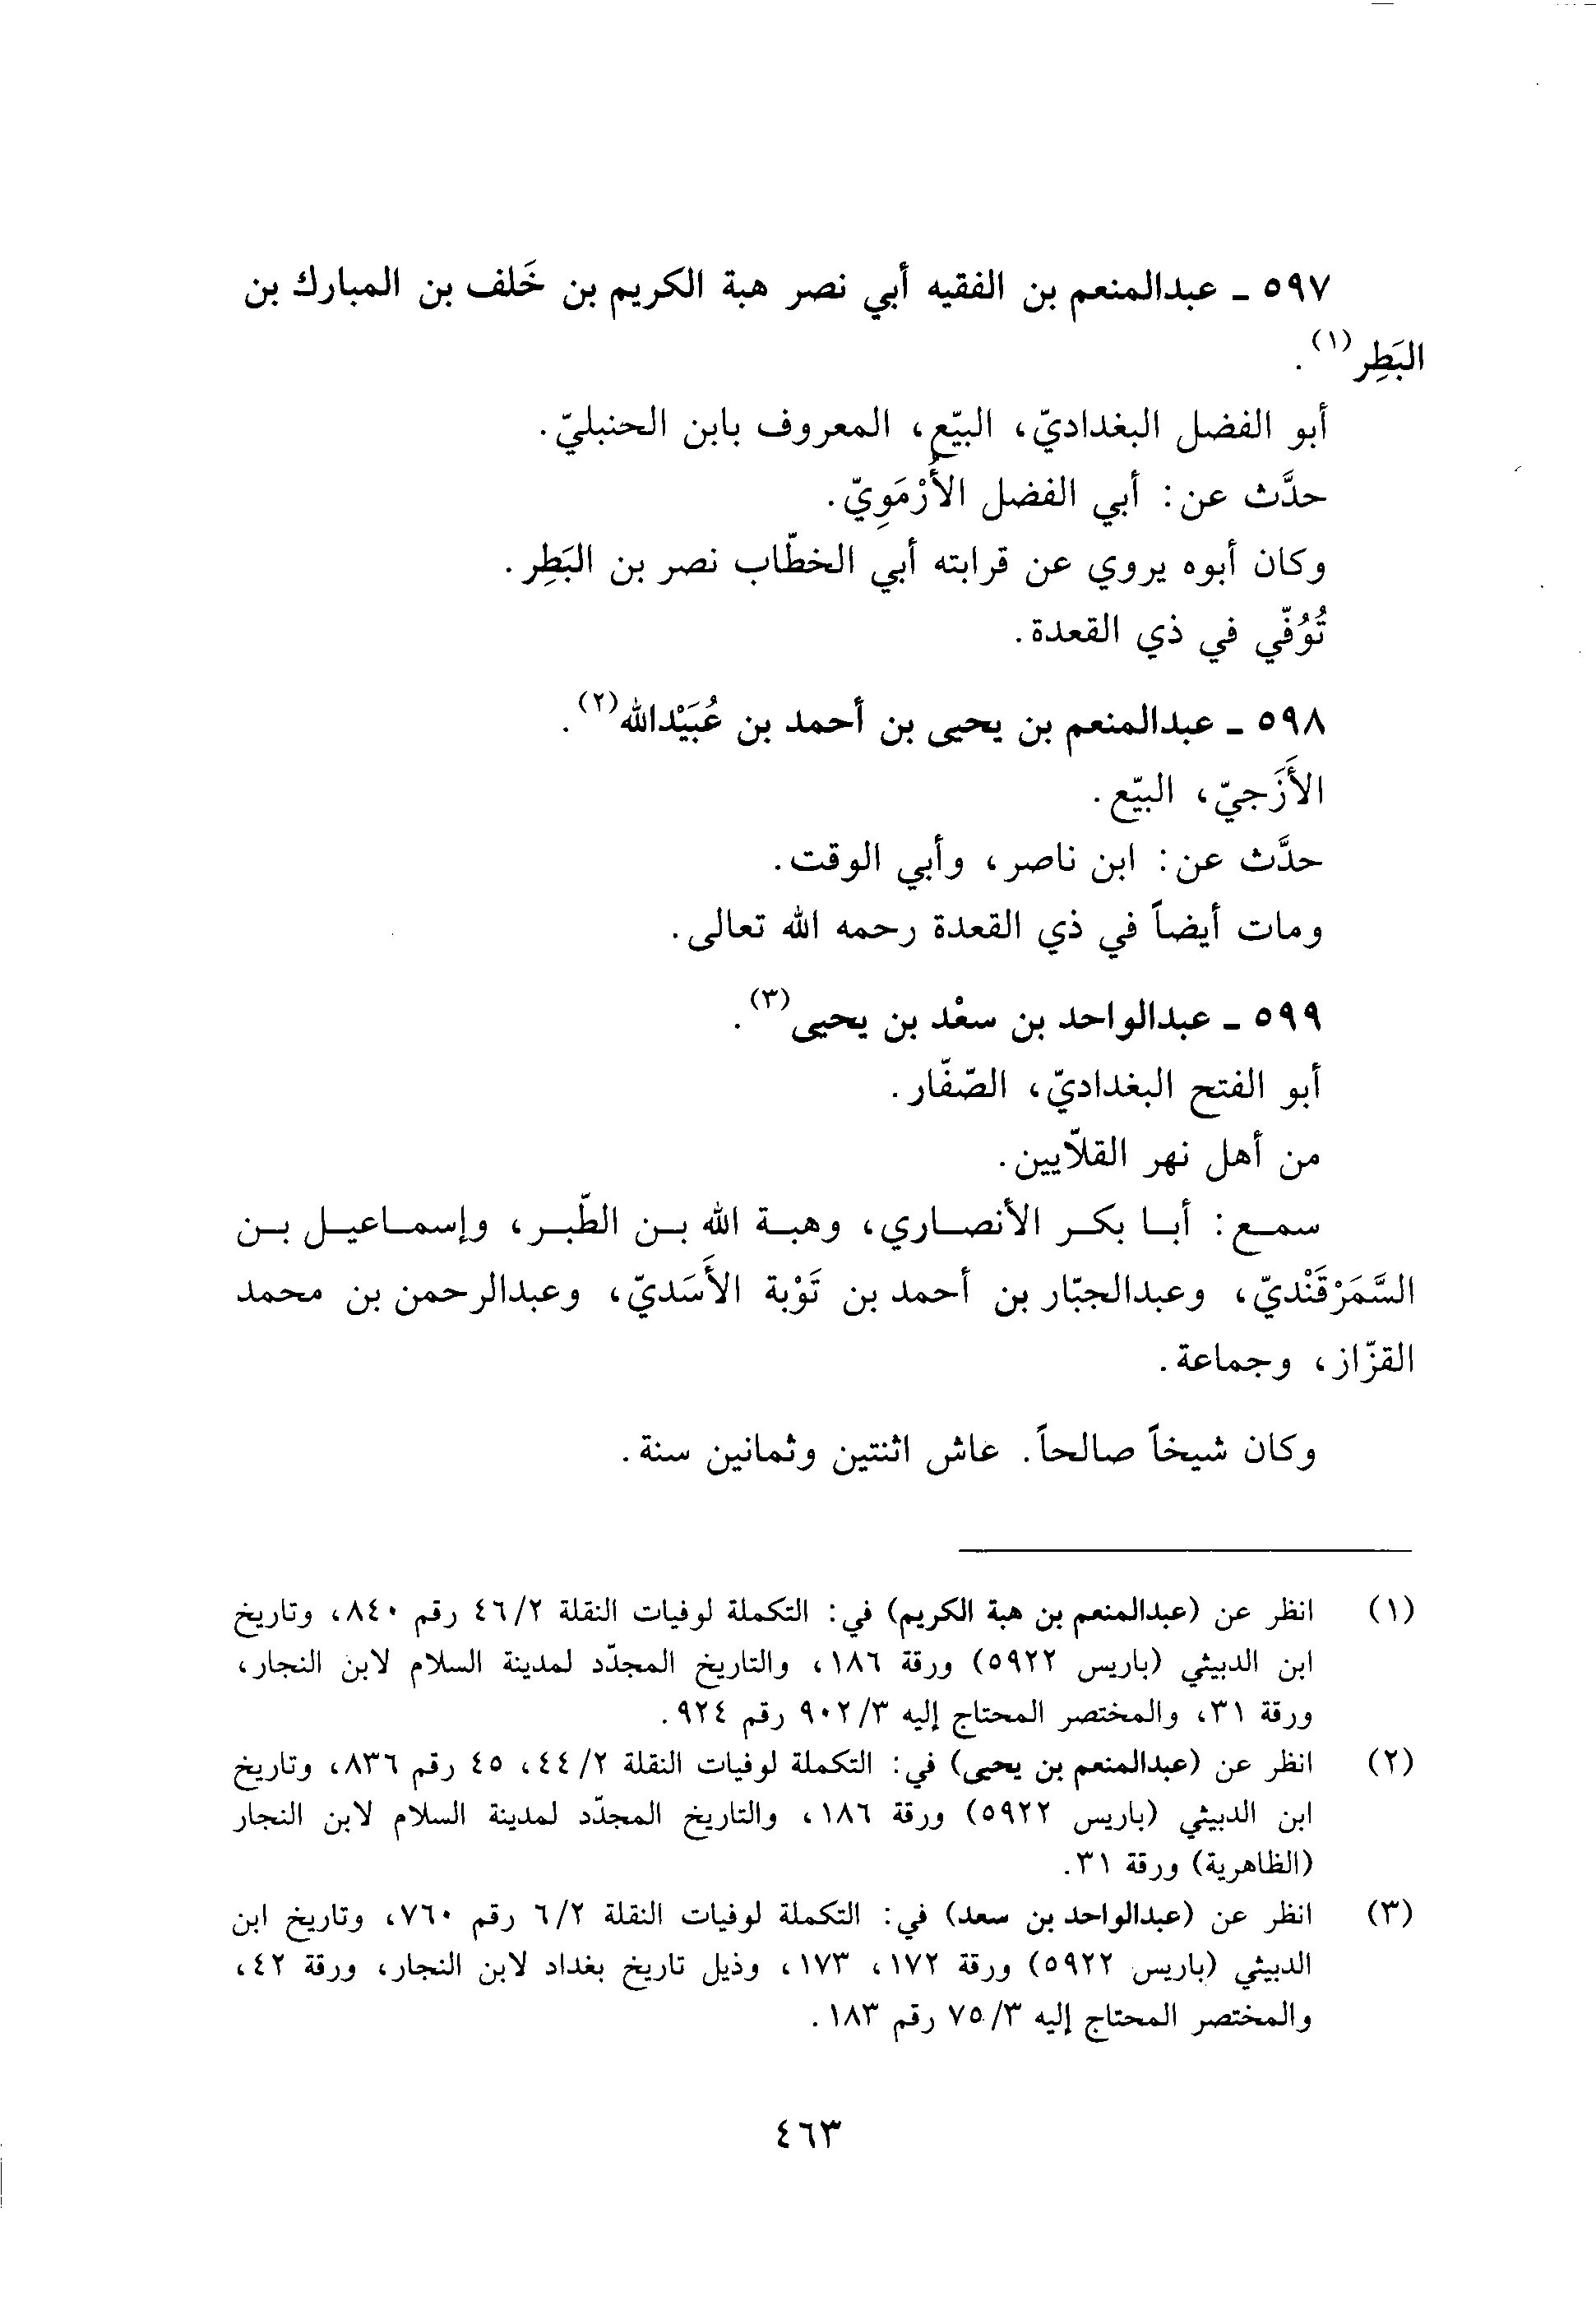 ٥٩٧ ـ عبدالمنعم بن الفقيه أبي نصر هبة الكريم بن خَلف بن المبارك بن
البَطِر(١).
أبو الفضل البغداديّ، البيّع، المعروف بابن الحنبليّ.
حدَّث عن: أبي الفضل الأُرْمَوِيّ.
وكان أبوه يروي عن قرابته أبي الخطّاب نصر بن البَطِر.
تُوُفّي في ذي القعدة.
٥٩٨ ـ عبدالمنعم بن يحيى بن أحمد بن عُبَيْدالله(٢).
الأَزَجيّ، البيّع.
حدَّث عن: ابن ناصر، وأبي الوقت.
ومات أيضاً في ذي القعدة رحمه الله تعالى.
٥٩٩ ـ عبدالواحد بن سعْد بن يحيى(٣).
أبو الفتح البغداديّ، الصّفّار.
من أهل نهر القلاّيين.
سمع: أبا بكر الأنصاري، وهبة الله بن الطّبر، وإسماعيل بن
السَّمَرْقَنْديّ، وعبدالجبّار بن أحمد بن تَوْبة الأَسَديّ، وعبدالرحمن بن محمد
القزّاز، وجماعة.
وكان شيخاً صالحاً. عاش اثنتين وثمانين سنة.
(١) انظر عن (عبدالمنعم بن هبة الكريم) في: التكملة لوفيات النقلة ٤٦/٢ رقم ٨٤٠، وتاريخ
ابن الدبيثي (باريس ٥٩٢٢) ورقة ١٨٦، والتاريخ المجدّد لمدينة السلام لابن النجار،
ورقة ٣١، والمختصر المحتاج إليه ٩٠٢/٣ رقم ٩٢٤.
(٢) انظر عن (عبدالمنعم بن يحيى) في: التكملة لوفيات النقلة ٤٤/٢، ٤٥ رقم ٨٣٦، وتاريخ
ابن الدبيثي (باريس ٥٩٢٢) ورقة ١٨٦، والتاريخ المجدّد لمدينة السلام لابن النجار
(الظاهرية) ورقة ٣١.
(٣) انظر عن (عبدالواحد بن سعد) في: التكملة لوفيات النقلة ٦/٢ رقم ٧٦٠، وتاريخ ابن
الدبيثي (باريس ٥٩٢٢) ورقة ١٧٢، ١٧٣، وذيل تاريخ بغداد لابن النجار، ورقة ٤٢،
والمختصر المحتاج إليه ٧٥/٣ رقم ١٨٣.
٤٦٣